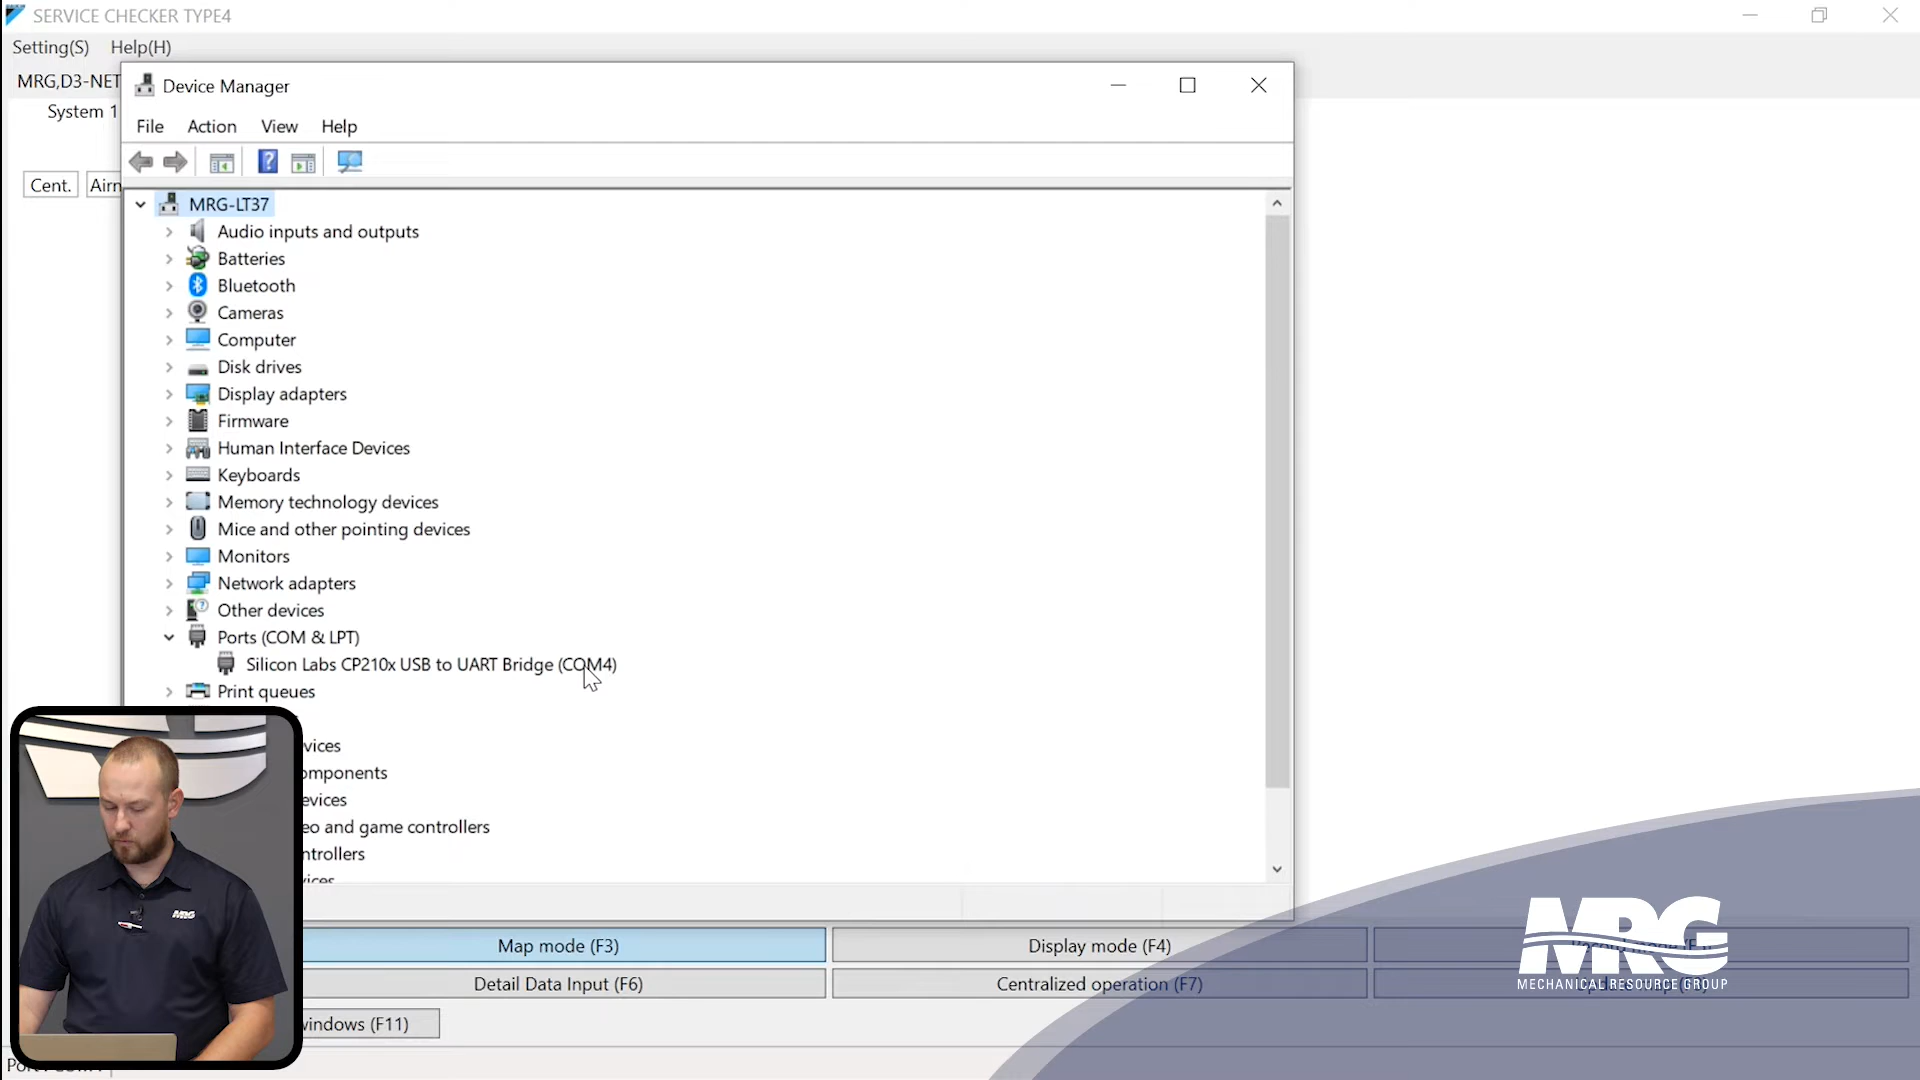 SERVICE CHECKER TYPE4
Setting(S) Help(H)
MRG,D3-NET
System 1
Cent. Airn
Device Manager
File Action View Help
MRG-LT37
Audio inputs and outputs
Batteries
Bluetooth
Cameras
Computer
Disk drives
Display adapters
Firmware
Human Interface Devices
Keyboards
Memory technology devices
Mice and other pointing devices
Monitors
Network adapters
Other devices
Ports (COM & LPT)
Silicon Labs CP210x USB to UART Bridge (COM4)
Print queues
vices
omponents
evices
eo and game controllers
ntrollers
MRG
Map mode (F3)
Display mode (F4)
Detail Data Input (F6)
Centralized operation (F7)
windows (F11)
MRG
MECHANICAL RESOURCE GROUP